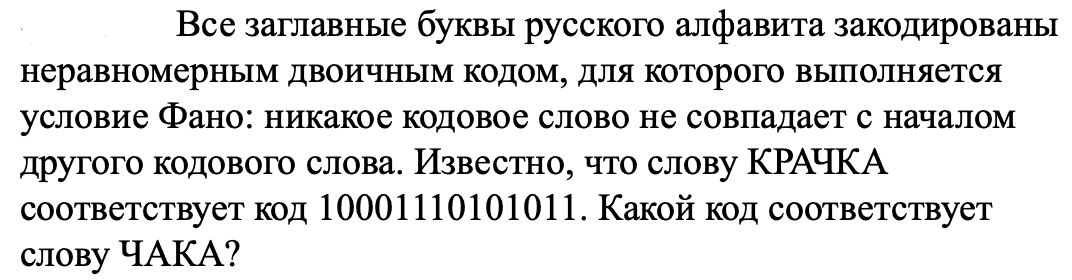 Все заглавные буквы русского алфавита закодированы
неравномерным двоичным кодом, для которого выполняется
условие Фано: никакое кодовое слово не совпадает с началом
другого кодового слова. Известно, что слову КРАЧКА
соответствует код 10001110101011. Какой код соответствует
слову ЧАКА?